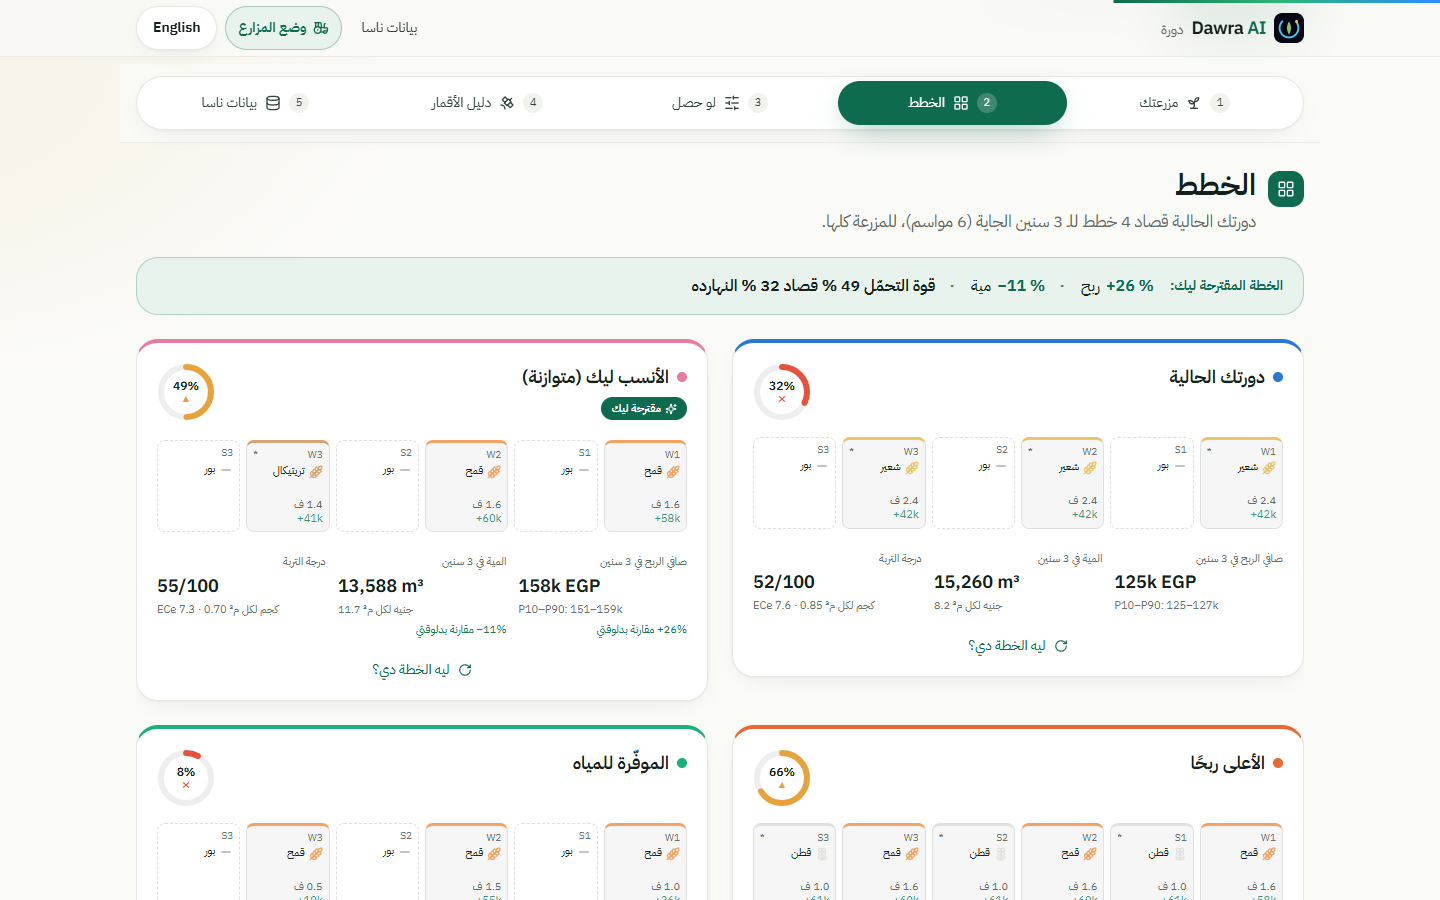 Dawra AI دورة
بيانات ناسا
وضع المزارع
English
1 مزرعتك
2 الخطط
3 لو حصل
4 دليل الأقمار
5 بيانات ناسا
الخطط
دورتك الحالية قصاد 4 خطط للـ 3 سنين الجاية (6 مواسم)، للمزرعة كلها.
الخطة المقترحة ليك: +26 % ربح · −11 % مية · قوة التحمّل 49 % قصاد 32 % النهارده
دورتك الحالية
32%
W1 *
شعير
2.4 ف
+42k
S1
— بور
W2 *
شعير
2.4 ف
+42k
S2
— بور
W3 *
شعير
2.4 ف
+42k
S3
— بور
صافي الربح في 3 سنين
125k EGP
P10–P90: 125–127k
المية في 3 سنين
15,260 m³
8.2 جنيه لكل م³
درجة التربة
52/100
ECe 7.6 · 0.85 كجم لكل م³
ليه الخطة دي؟
الأنسب ليك (متوازنة)
مقترحة ليك
49%
W1
قمح
1.6 ف
+58k
S1
— بور
W2
قمح
1.6 ف
+60k
S2
— بور
W3 *
تريتيكال
1.4 ف
+41k
S3
— بور
صافي الربح في 3 سنين
158k EGP
P10–P90: 151–159k
+26% مقارنة بدلوقتي
المية في 3 سنين
13,588 m³
11.7 جنيه لكل م³
−11% مقارنة بدلوقتي
درجة التربة
55/100
ECe 7.3 · 0.70 كجم لكل م³
ليه الخطة دي؟
الأعلى ربحًا
66%
W1
قمح
1.6 ف
+58k
S1 *
قطن
1.0 ف
+61k
W2
قمح
1.6 ف
+60k
S2 *
قطن
1.0 ف
+61k
W3
قمح
1.6 ف
+60k
S3 *
قطن
1.0 ف
+61k
الموفّرة للمياه
8%
W1
قمح
1.0 ف
+36k
S1
— بور
W2
قمح
1.5 ف
+55k
S2
— بور
W3
قمح
0.5 ف
+19k
S3
— بور